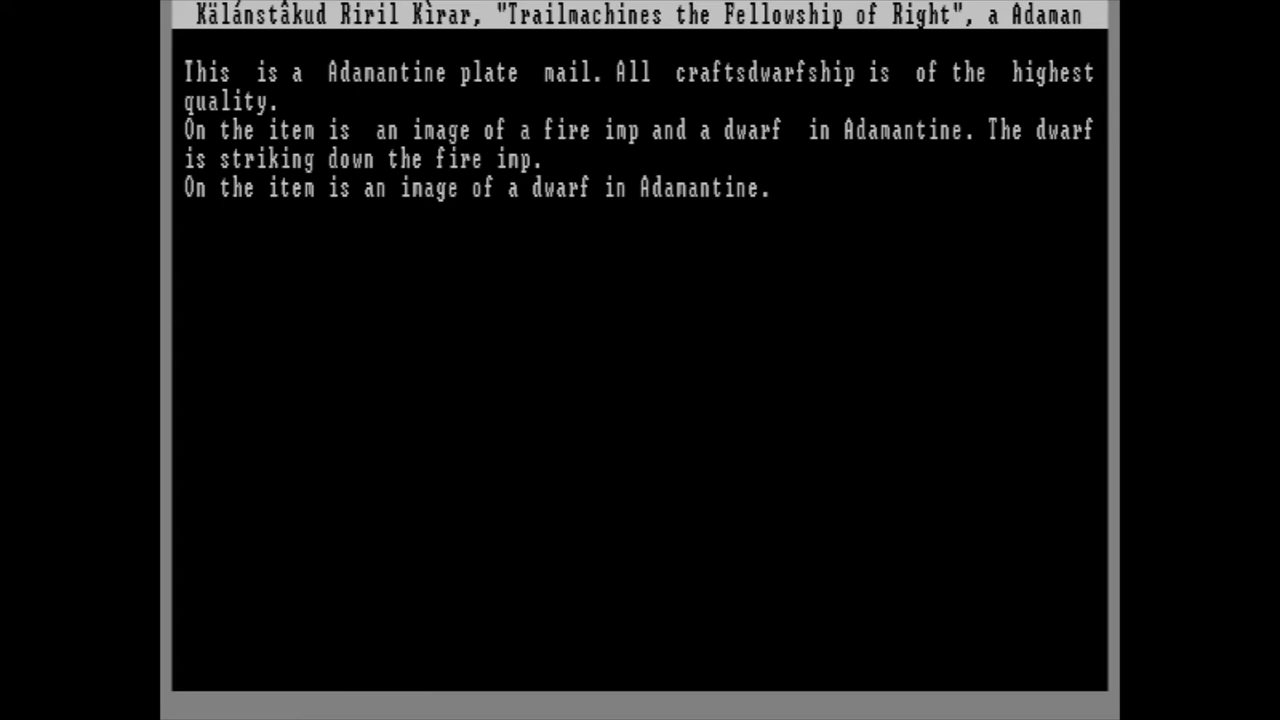 Kälánstâkud Riril Kìrar, "Trailmachines the Fellowship of Right", a Adaman
This is a Adamantine plate mail. All craftsdwarfship is of the highest
quality.
On the item is an image of a fire imp and a dwarf in Adamantine. The dwarf
is striking down the fire imp.
On the item is an image of a dwarf in Adamantine.